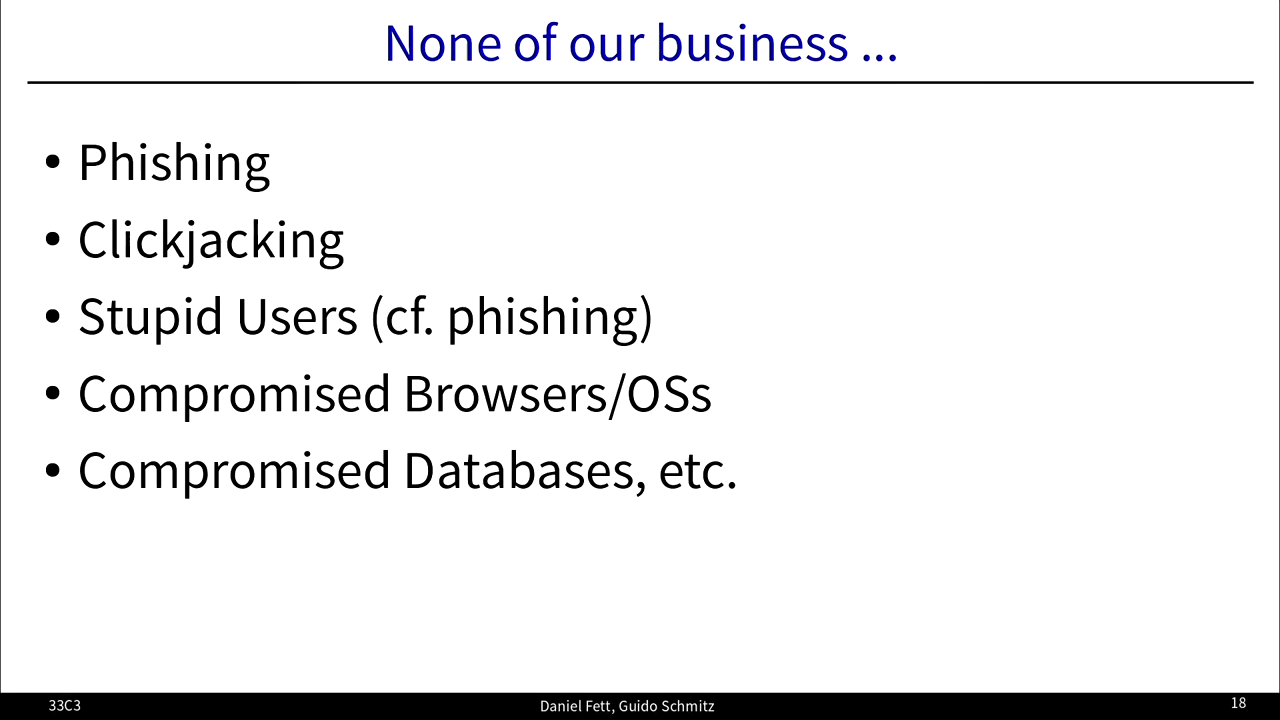 None of our business ...
• Phishing
• Clickjacking
• Stupid Users (cf. phishing)
• Compromised Browsers/OSs
• Compromised Databases, etc.
33C3
Daniel Fett, Guido Schmitz
18